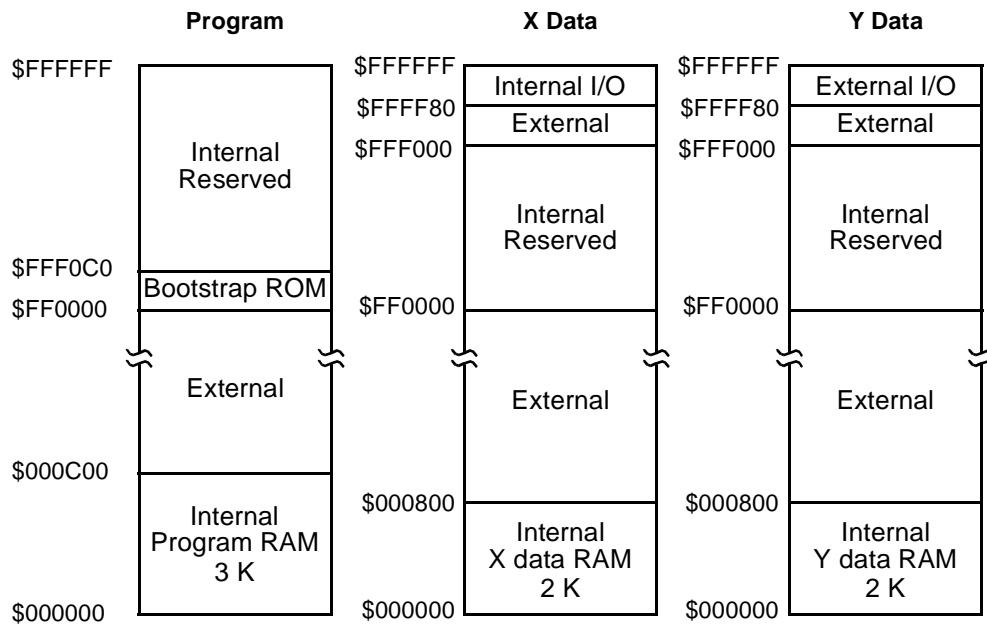 Program
$FFFFFF
Internal
Reserved
$FFF0C0
Bootstrap ROM
$FF0000
External
$000C00
Internal
Program RAM
3 K
$000000
X Data
$FFFFFF
Internal I/O
$FFFF80
External
$FFF000
Internal
Reserved
$FF0000
External
$000800
Internal
X data RAM
2 K
$000000
Y Data
$FFFFFF
External I/O
$FFFF80
External
$FFF000
Internal
Reserved
$FF0000
External
$000800
Internal
Y data RAM
2 K
$000000